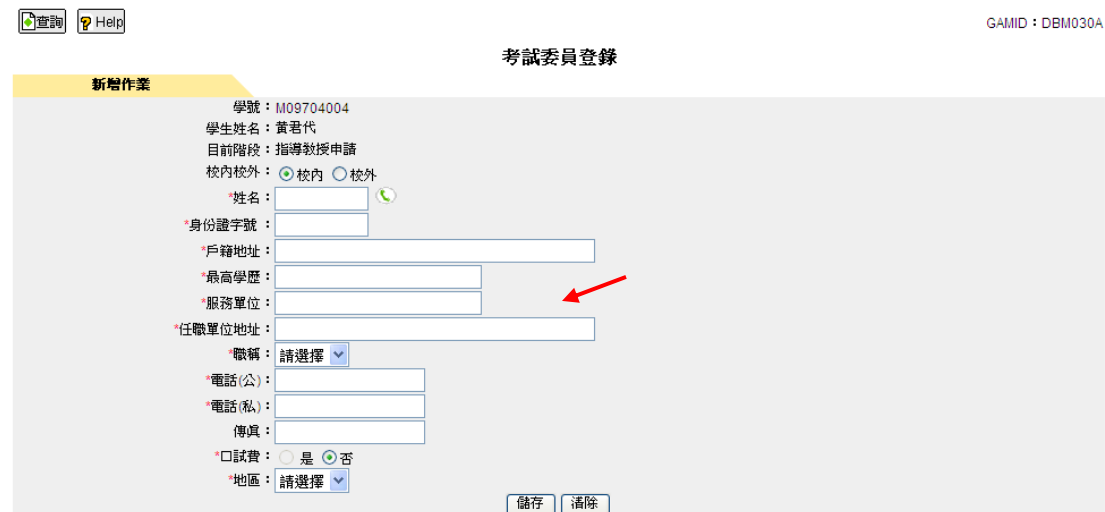 查詢 Help GAMID：DBM030A
考試委員登錄
新增作業
學號：M09704004
學生姓名：黃君代
目前階段：指導教授申請
校內校外：校內 校外
*姓名：
*身份證字號：
*戶籍地址：
*最高學歷：
*服務單位：
*任職單位地址：
*職稱：請選擇
*電話(公)：
*電話(私)：
傳真：
*口試費：是 否
*地區：請選擇
儲存 清除